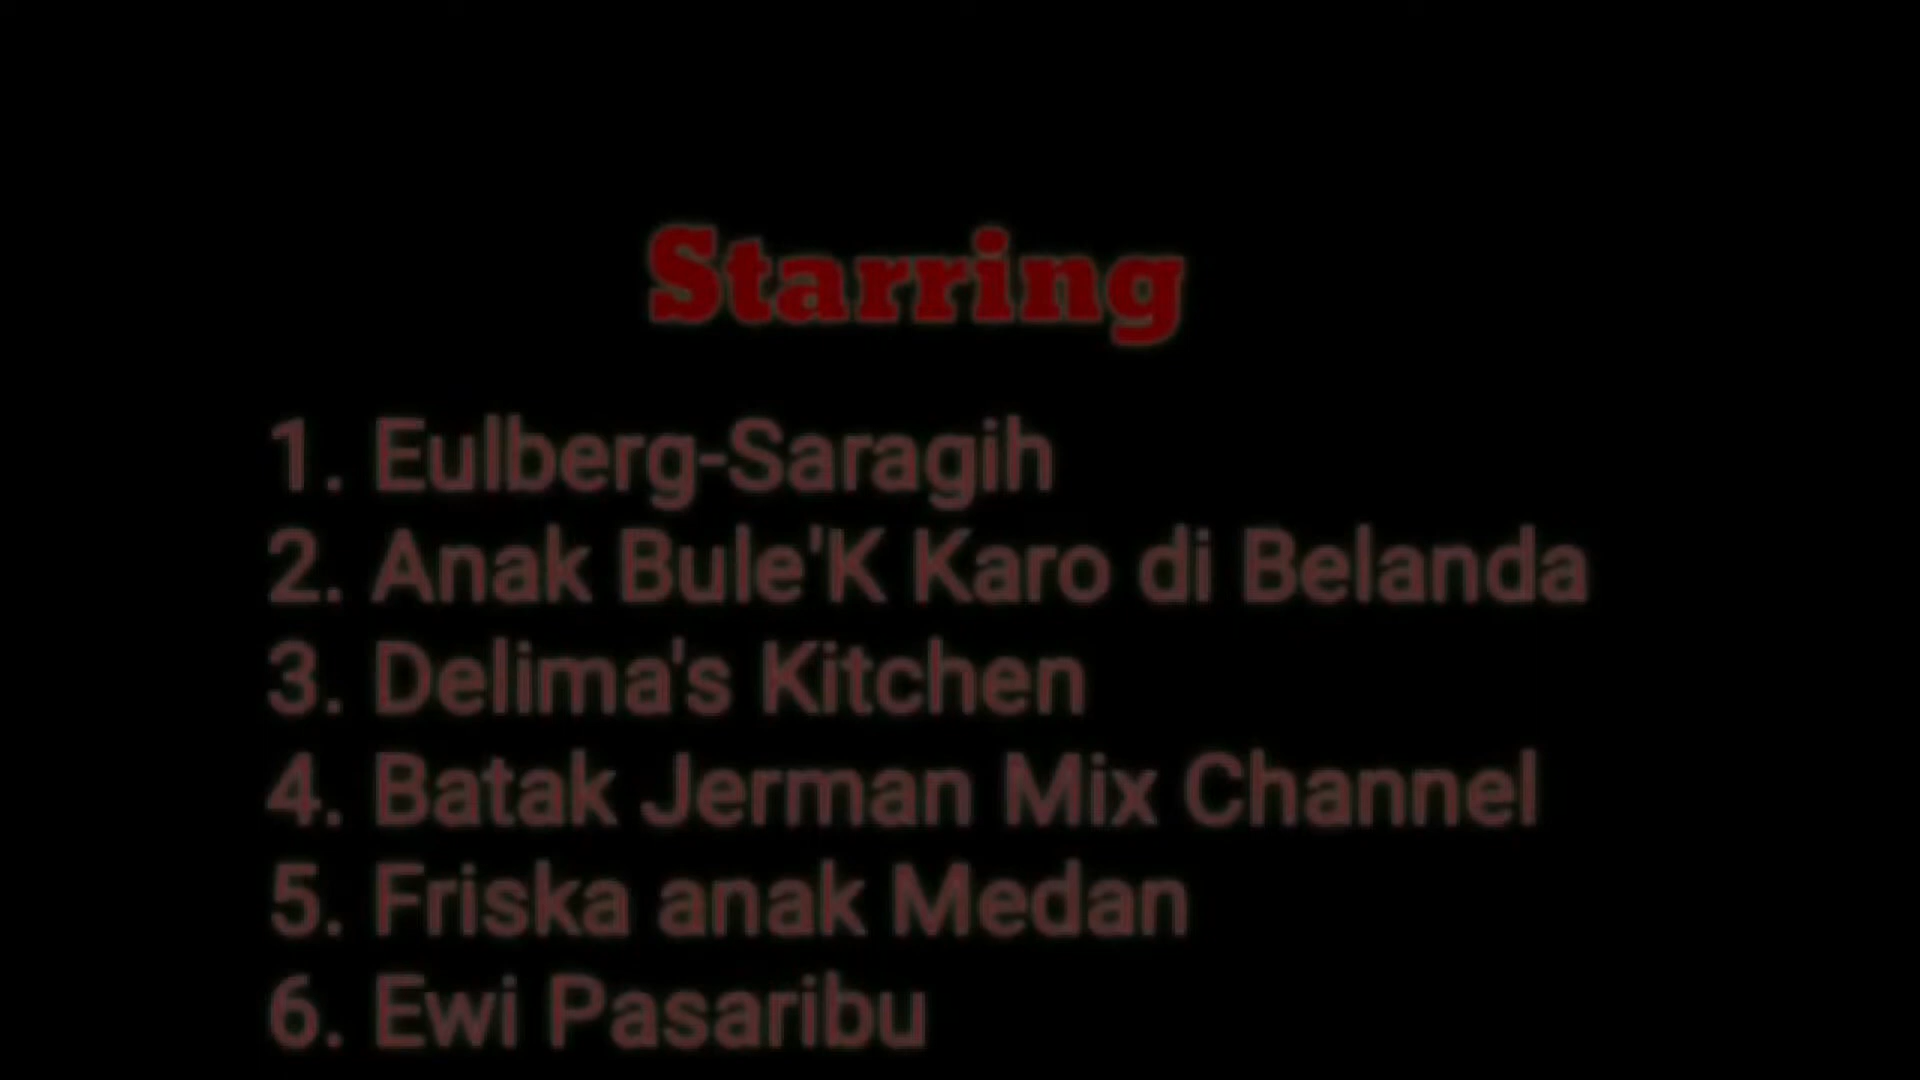 Starring
1. Eulberg-Saragih
2. Anak Bule'K Karo di Belanda
3. Delima's Kitchen
4. Batak Jerman Mix Channel
5. Friska anak Medan
6. Ewi Pasaribu